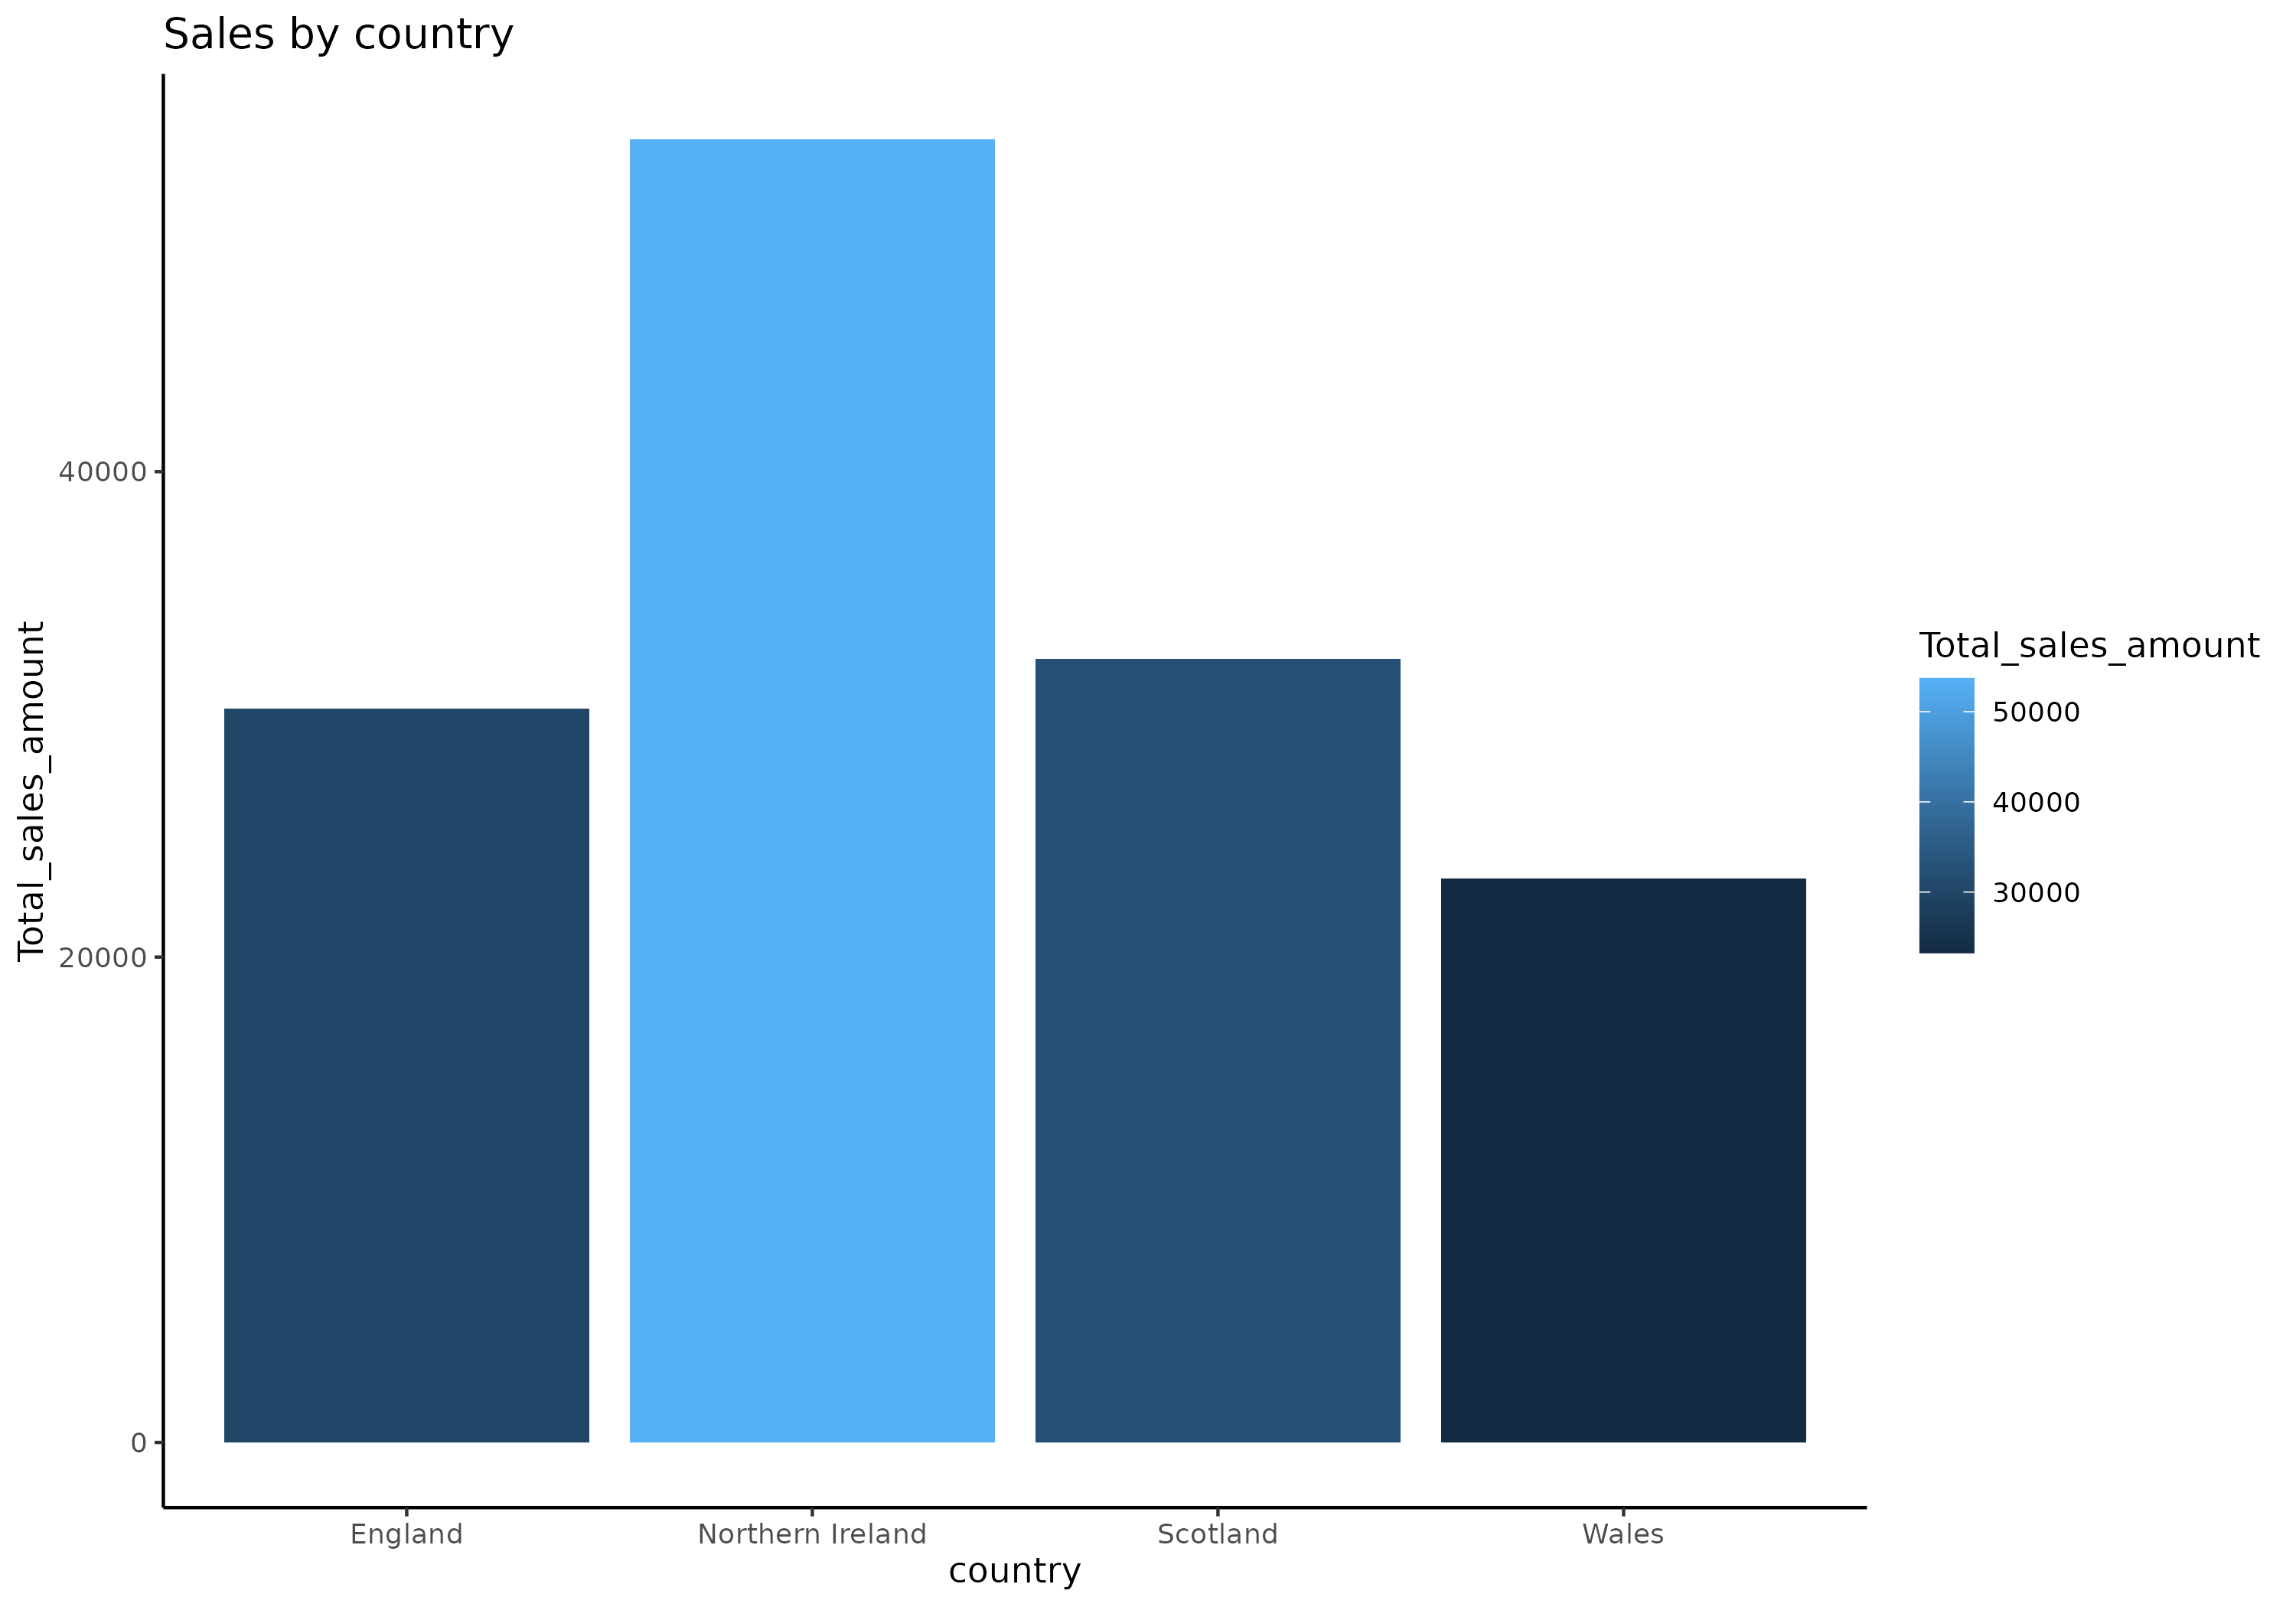 Sales by country
Total_sales_amount
40000
20000
0
England
Northern Ireland
Scotland
Wales
country
Total_sales_amount
50000
40000
30000